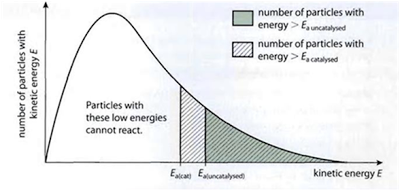 number of particles with
kinetic energy E
number of particles with
energy > Ea uncatalysed
number of particles with
energy > Ea catalysed
Particles with
these low energies
cannot react.
Ea(cat)
Ea(uncatalysed)
kinetic energy E